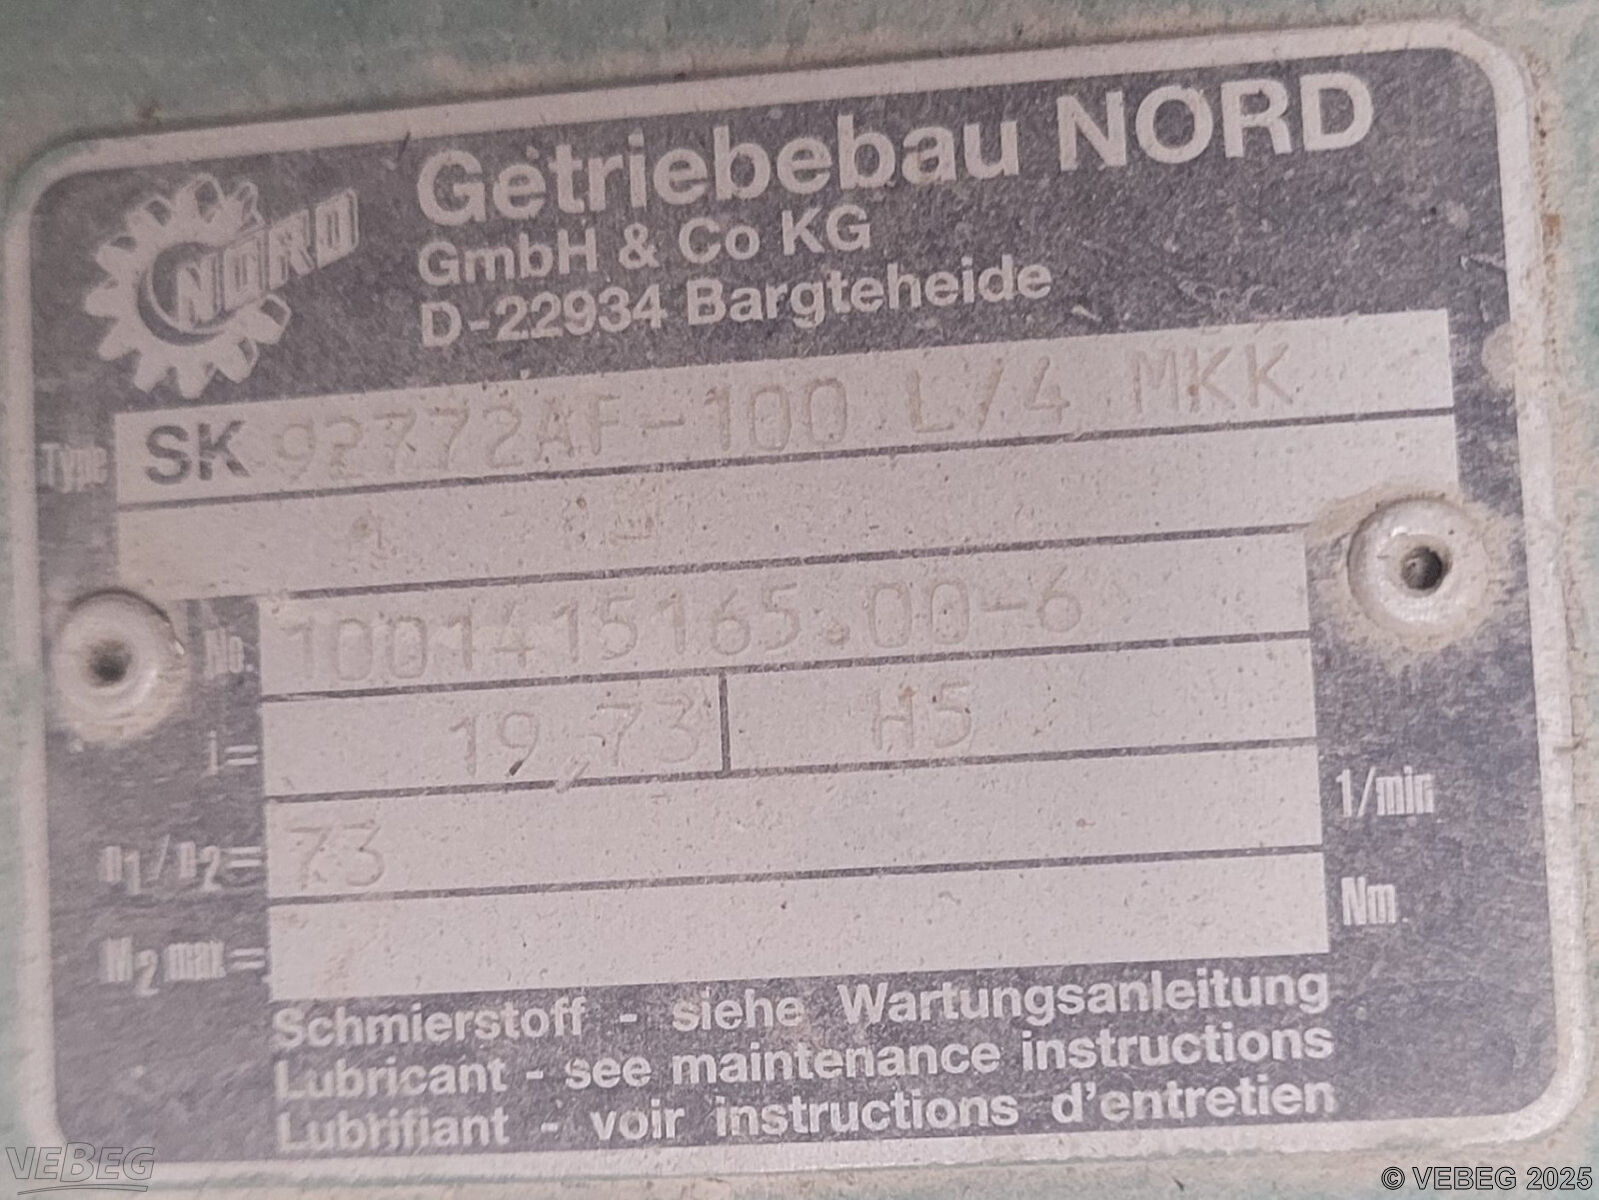 NORD
Getriebebau NORD
GmbH & Co KG
D-22934 Bargteheide
Type SK 92772AF-100 L/4 MKK
No. 1001415165.00-6
i= 19,73 H5
n1/n2= 73 1/min
M2 max= Nm
Schmierstoff - siehe Wartungsanleitung
Lubricant - see maintenance instructions
Lubrifiant - voir instructions d'entretien
VEBEG
© VEBEG 2025